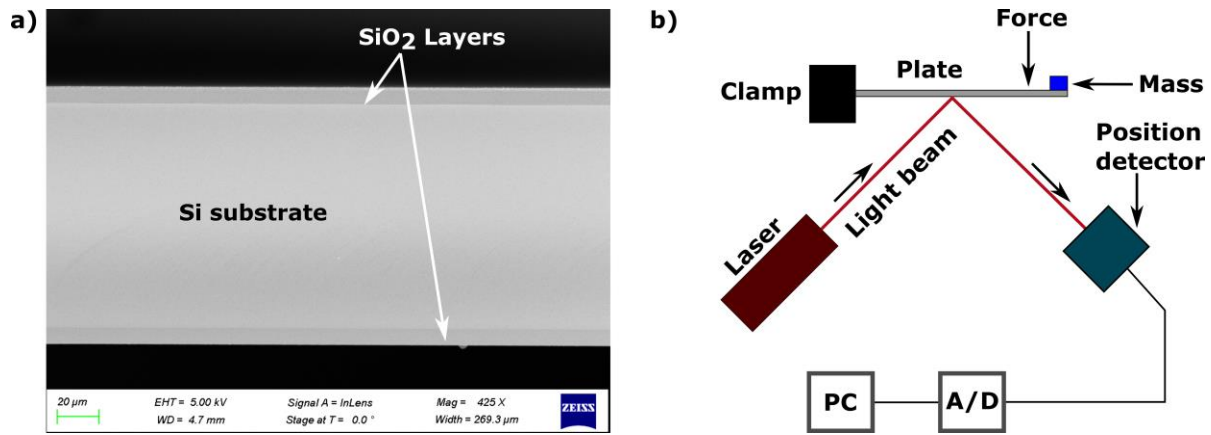 a)
SiO2 Layers
Si substrate
20 µm
EHT = 5.00 kV
WD = 4.7 mm
Signal A = InLens
Stage at T = 0.0 °
Mag = 425 X
Width = 269.3 µm
ZEISS
b)
Force
Plate
Mass
Clamp
Position
detector
Laser
Light beam
PC
A/D